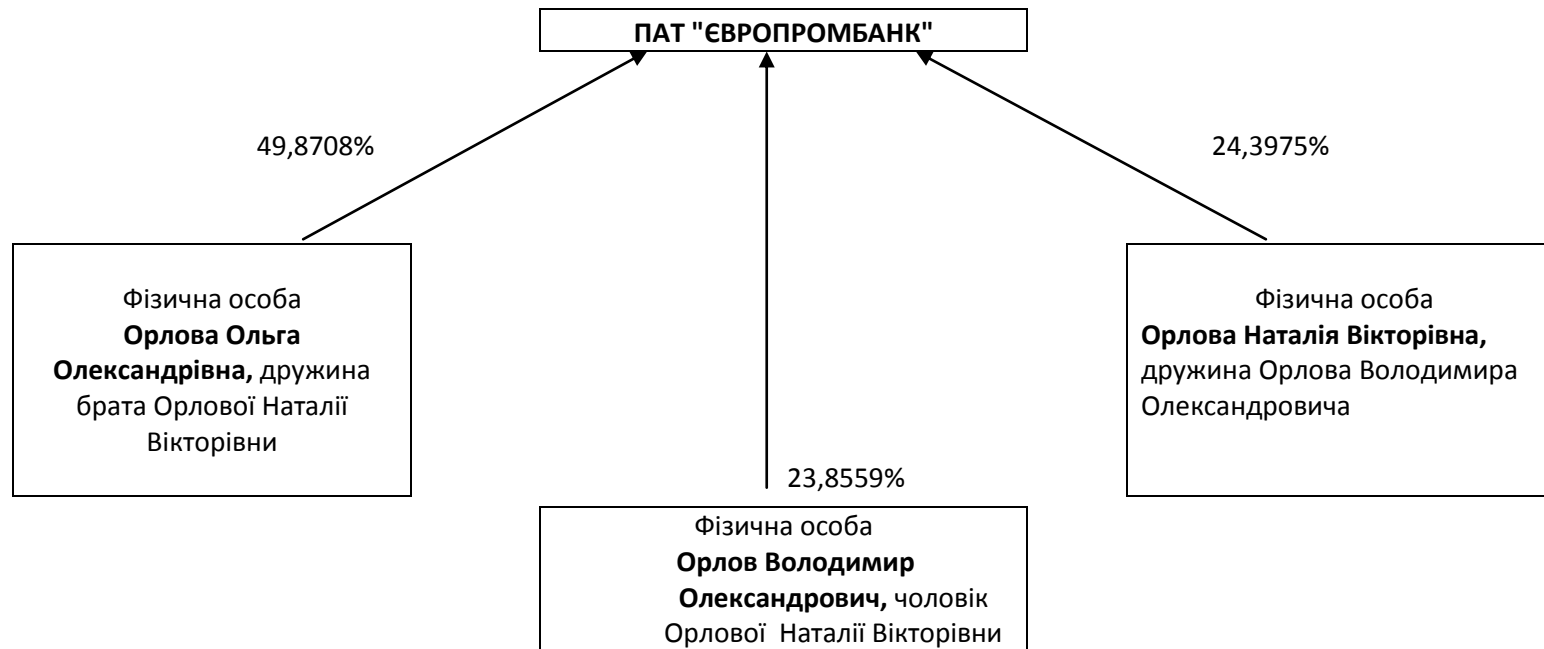 ПАТ "ЄВРОПРОМБАНК"
49,8708%
24,3975%
Фізична особа
Орлова Ольга
Олександрівна, дружина
брата Орлової Наталії
Вікторівни
Фізична особа
Орлова Наталія Вікторівна,
дружина Орлова Володимира
Олександровича
23,8559%
Фізична особа
Орлов Володимир
Олександрович, чоловік
Орлової Наталії Вікторівни